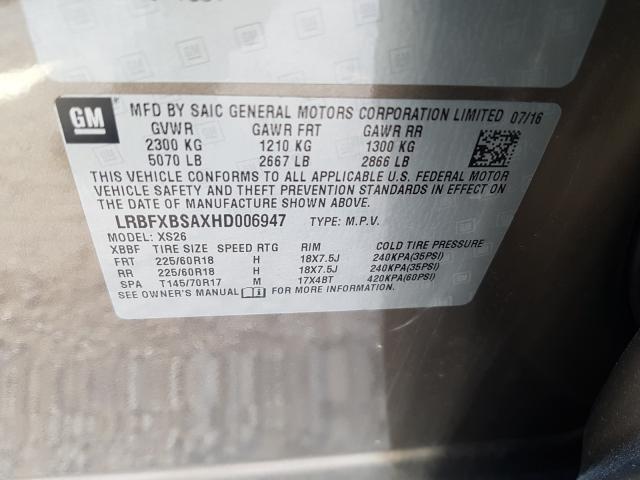 GM
MFD BY SAIC GENERAL MOTORS CORPORATION LIMITED 07/16
GVWR GAWR FRT GAWR RR
2300 KG 1210 KG 1300 KG
5070 LB 2667 LB 2866 LB
THIS VEHICLE CONFORMS TO ALL APPLICABLE U.S. FEDERAL MOTOR
VEHICLE SAFETY AND THEFT PREVENTION STANDARDS IN EFFECT ON
THE DATE OF MANUFACTURE SHOWN ABOVE.
LRBFXBSAXHD006947 TYPE: M.P.V.
MODEL: XS26
XBBF TIRE SIZE SPEED RTG RIM COLD TIRE PRESSURE
FRT 225/60R18 H 18X7.5J 240KPA(35PSI)
RR 225/60R18 H 18X7.5J 240KPA(35PSI)
SPA T145/70R17 M 17X4BT 420KPA(60PSI)
SEE OWNER'S MANUAL FOR MORE INFORMATION.